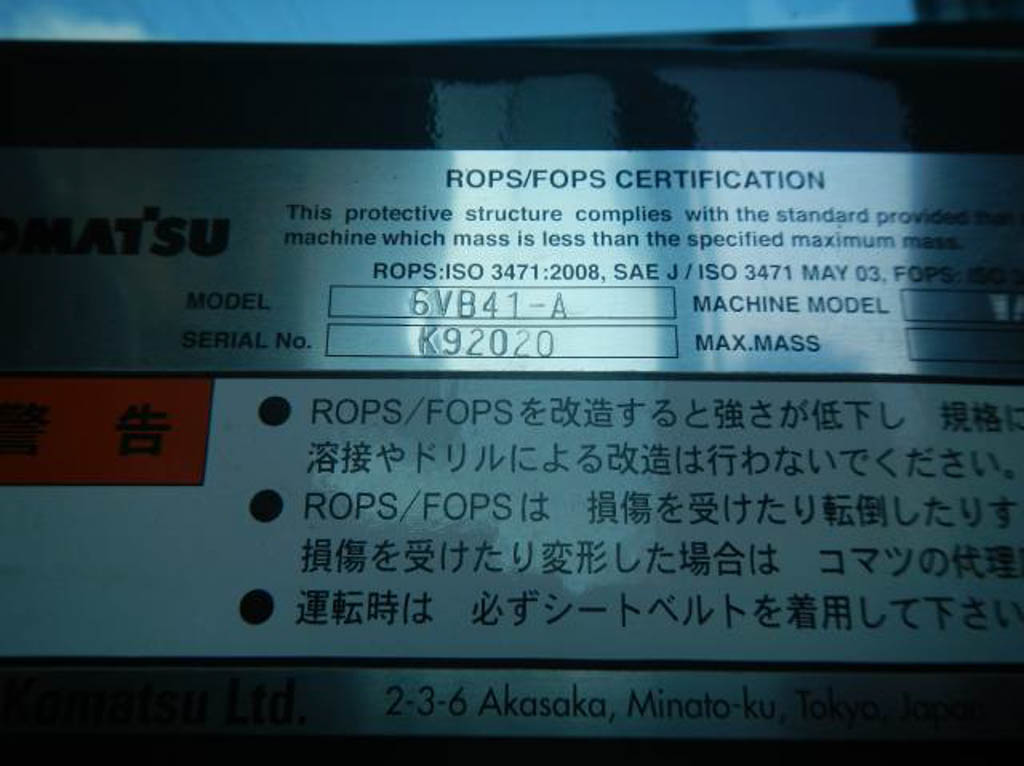 ROPS/FOPS CERTIFICATION
KOMATSU
This protective structure complies with the standard provided that
machine which mass is less than the specified maximum mass.
ROPS:ISO 3471:2008, SAE J / ISO 3471 MAY 03, FOPS: ISO 3
MODEL 6VB41-A MACHINE MODEL
SERIAL No. K92020 MAX.MASS
警告
● ROPS/FOPSを改造すると強さが低下し 規格に
溶接やドリルによる改造は行わないでください。
● ROPS/FOPSは 損傷を受けたり転倒したりす
損傷を受けたり変形した場合は コマツの代理
● 運転時は 必ずシートベルトを着用して下さい
Komatsu Ltd. 2-3-6 Akasaka, Minato-ku, Tokyo, Japan